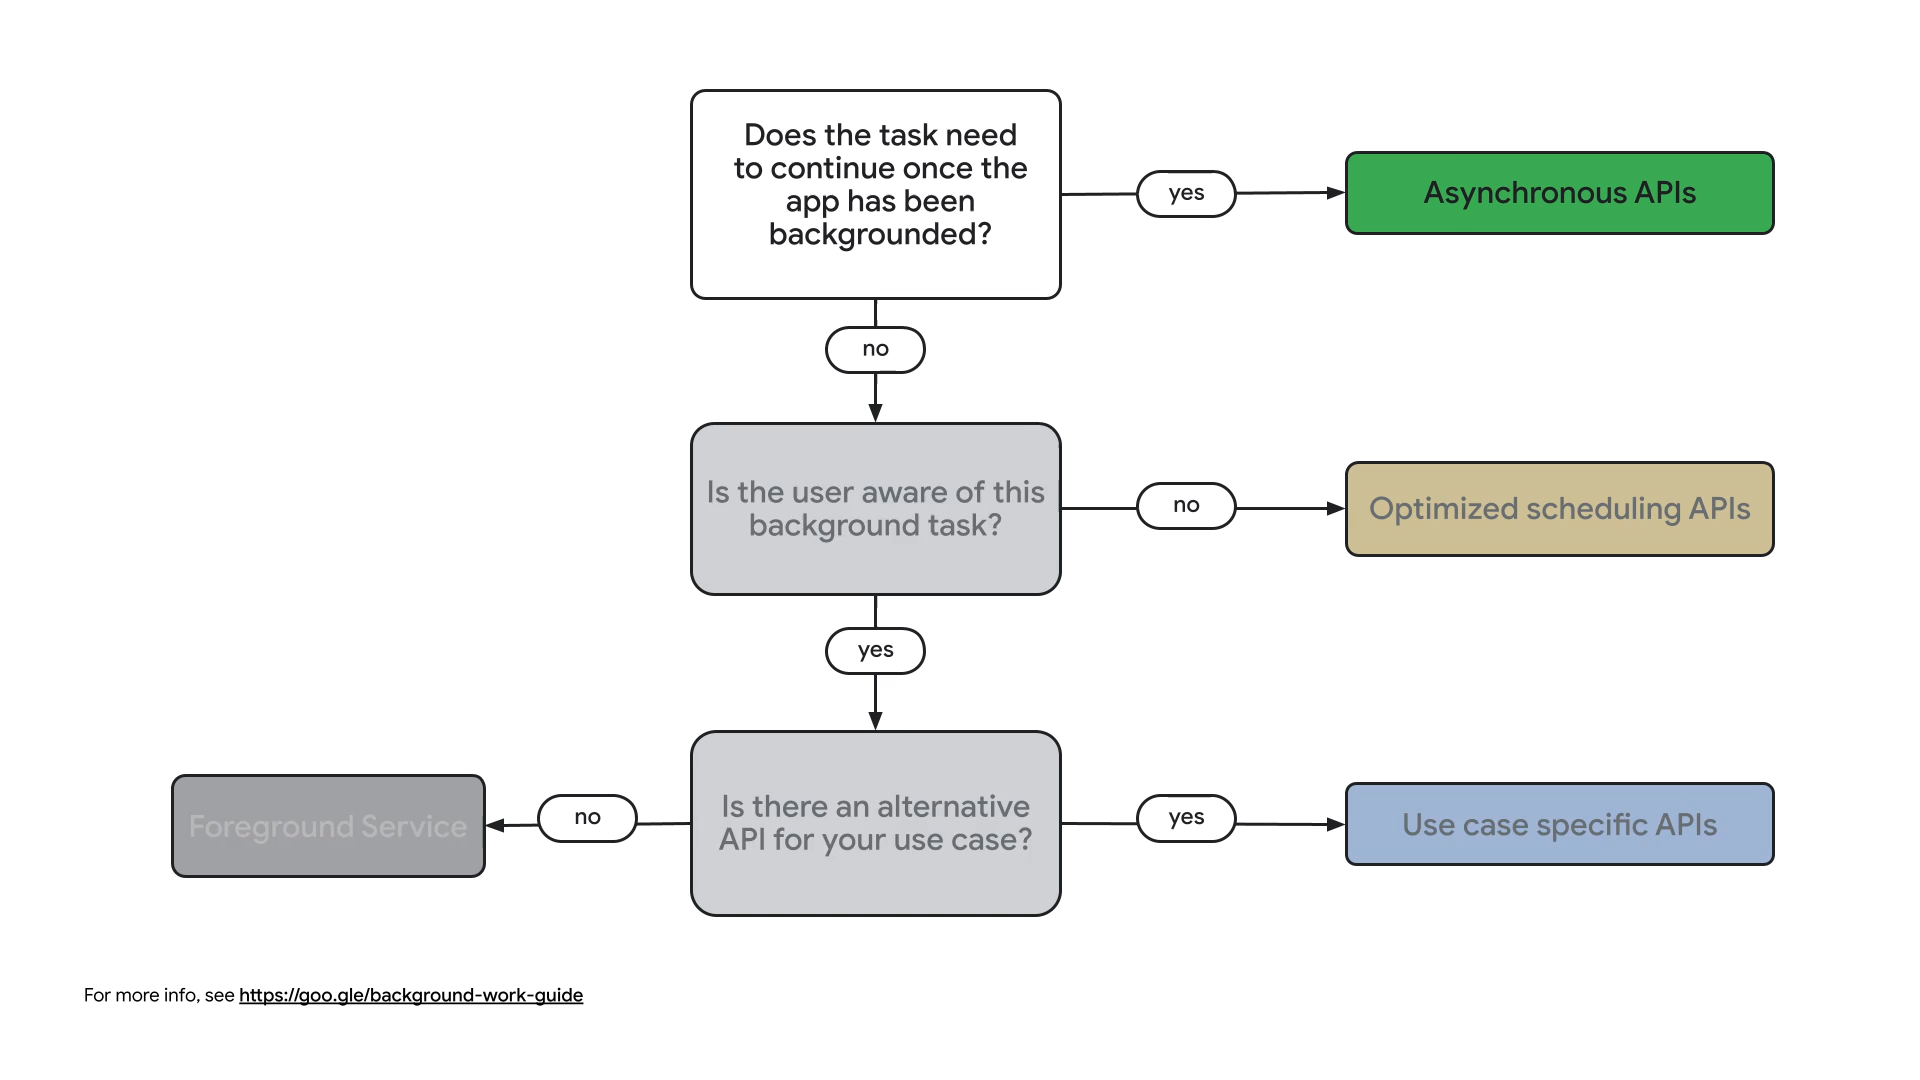 Does the task need
to continue once the
app has been
backgrounded?
yes
Asynchronous APIs
no
Is the user aware of this
background task?
no
Optimized scheduling APIs
yes
Foreground Service
no
Is there an alternative
API for your use case?
yes
Use case specific APIs
For more info, see https://goo.gle/background-work-guide